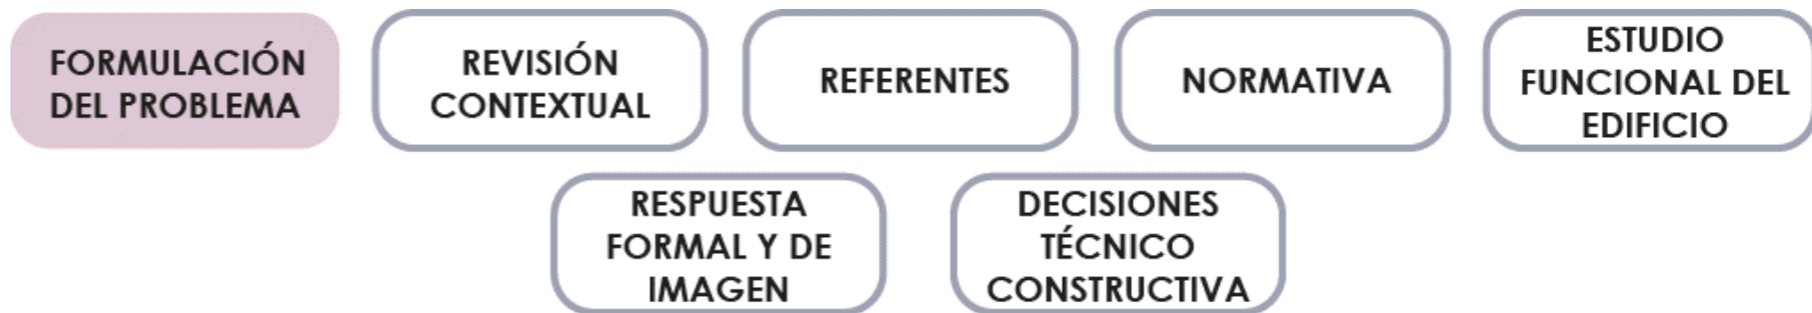 FORMULACIÓN
DEL PROBLEMA
REVISIÓN
CONTEXTUAL
REFERENTES
NORMATIVA
ESTUDIO
FUNCIONAL DEL
EDIFICIO
RESPUESTA
FORMAL Y DE
IMAGEN
DECISIONES
TÉCNICO
CONSTRUCTIVA